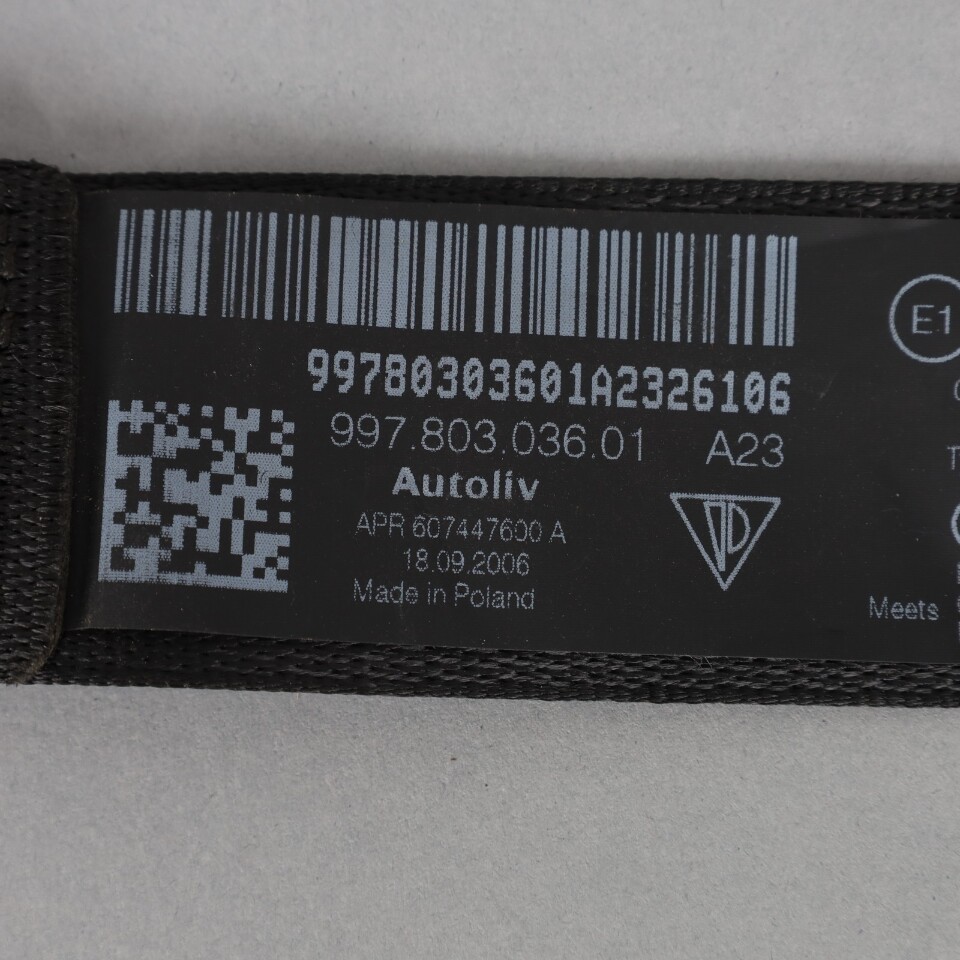 99780303601A2326106
997.803.036.01 A23
Autoliv
APR 607447600 A
18.09.2006
Made in Poland
E1
Meets